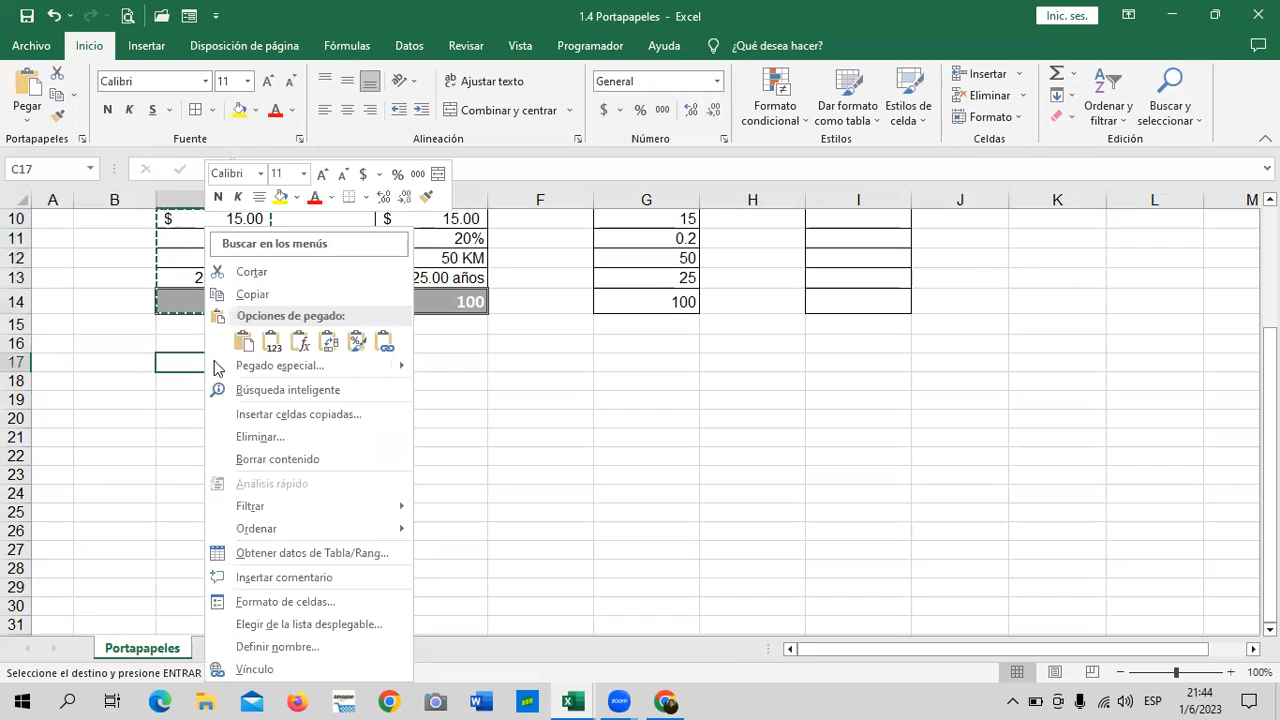 1.4 Portapapeles - Excel
Inic. ses.
Archivo Inicio Insertar Disposición de página Fórmulas Datos Revisar Vista Programador Ayuda ¿Qué desea hacer?
Calibri 11 Ajustar texto General Insertar
Pegar N K S Combinar y centrar $ % 000 Formato condicional Dar formato como tabla Estilos de celda Eliminar Formato Ordenar y filtrar Buscar y seleccionar
Portapapeles Fuente Alineación Número Estilos Celdas Edición
C17
Calibri 11 $ % 000
N K A
A B F G H I J K L M
10 $ 15.00 $ 15.00 15
11 20% 0.2
12 50 KM 50
13 2 25.00 años 25
14 100 100
15
16
17
18
19
20
21
22
23
24
25
26
27
28
29
30
31
Buscar en los menús
Cortar
Copiar
Opciones de pegado:
123
Pegado especial...
Búsqueda inteligente
Insertar celdas copiadas...
Eliminar...
Borrar contenido
Análisis rápido
Filtrar
Ordenar
Obtener datos de Tabla/Rang...
Insertar comentario
Formato de celdas...
Elegir de la lista desplegable...
Definir nombre...
Vínculo
Portapapeles
Seleccione el destino y presione ENTRAR
100%
ESP
21:44
1/6/2023